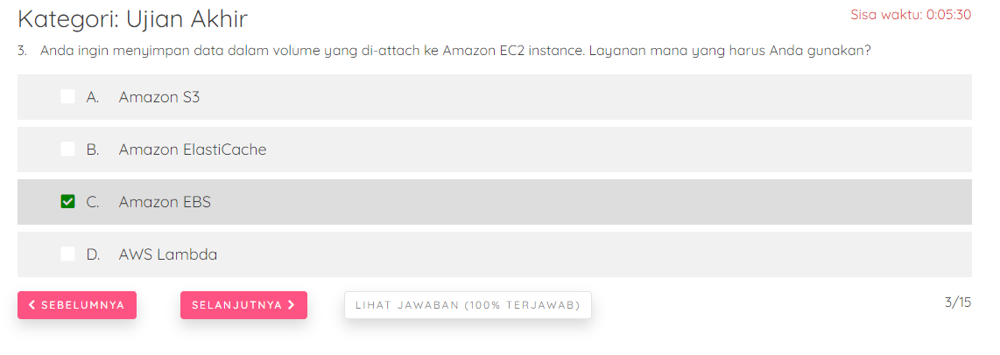 Kategori: Ujian Akhir
Sisa waktu: 0:05:30
3. Anda ingin menyimpan data dalam volume yang di-attach ke Amazon EC2 instance. Layanan mana yang harus Anda gunakan?
A. Amazon S3
B. Amazon ElastiCache
C. Amazon EBS
D. AWS Lambda
SEBELUMNYA
SELANJUTNYA
LIHAT JAWABAN (100% TERJAWAB)
3/15